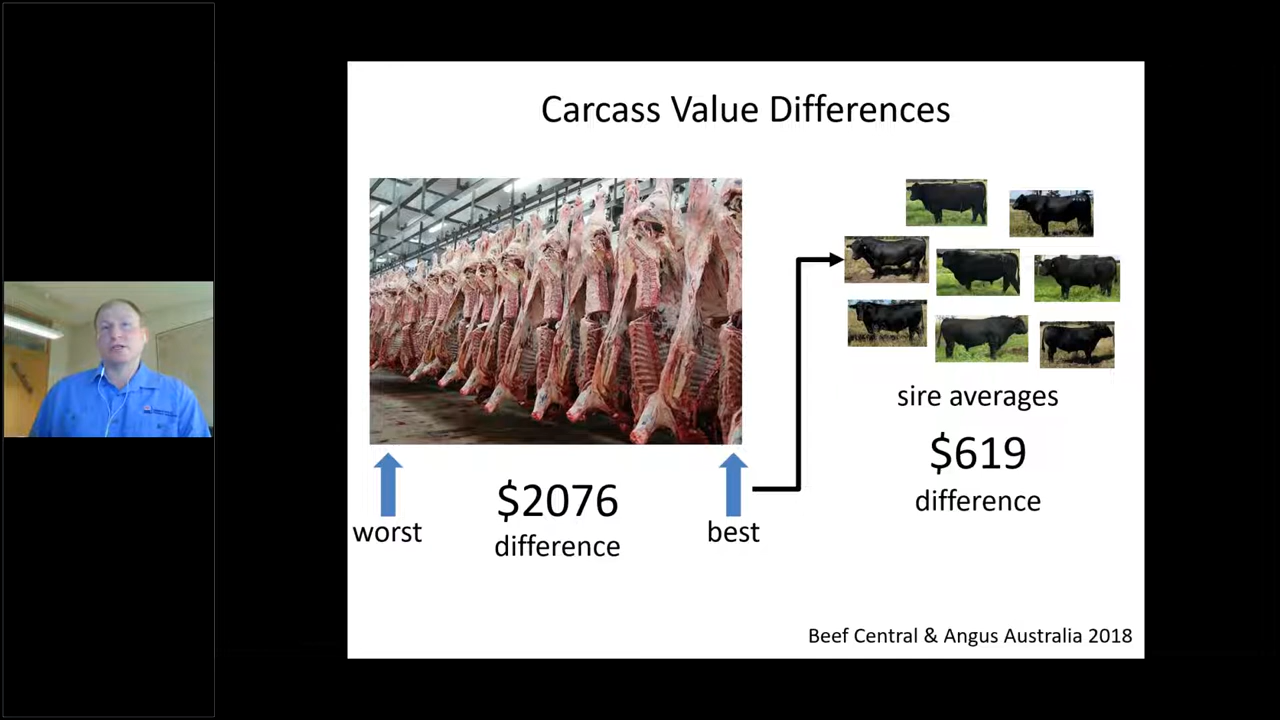 Carcass Value Differences
worst
$2076
difference
best
sire averages
$619
difference
Beef Central & Angus Australia 2018